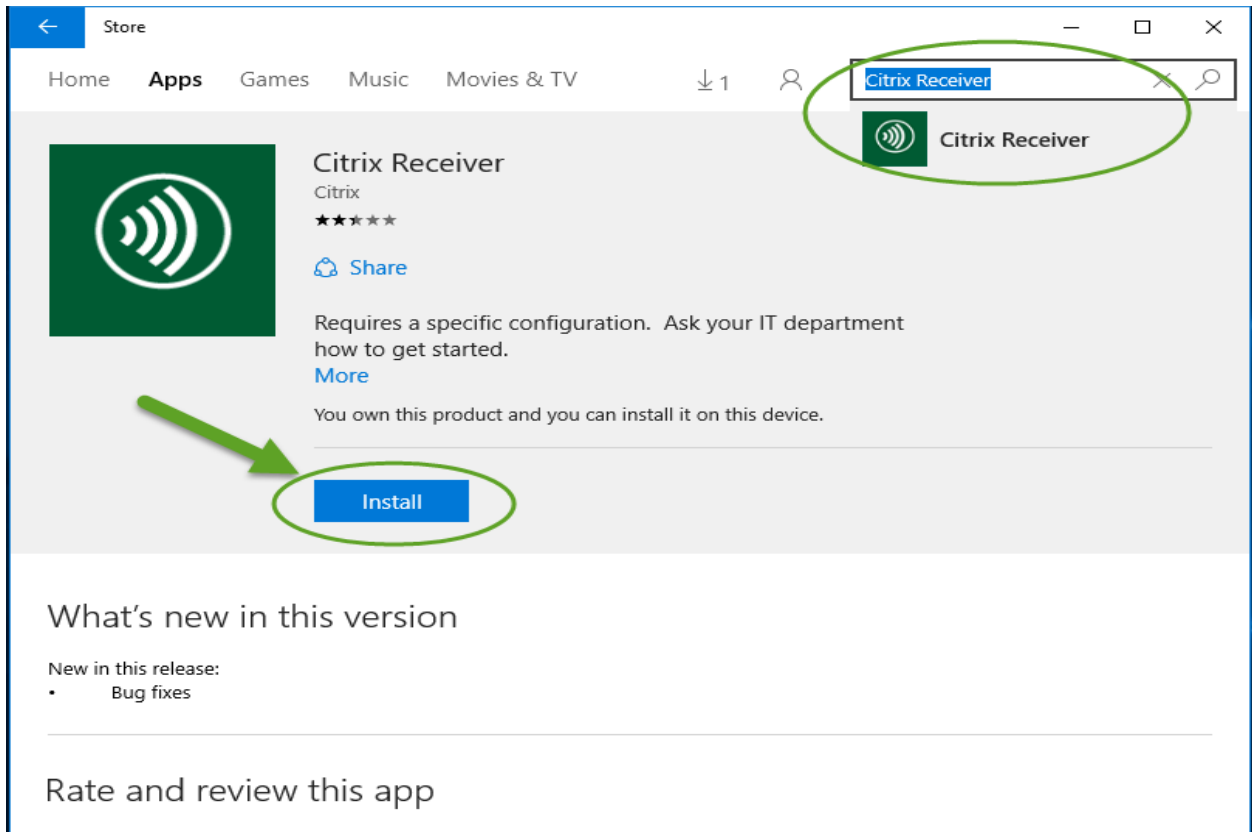 Store
Home Apps Games Music Movies & TV 1 Citrix Receiver
Citrix Receiver
Citrix Receiver
Citrix
Share
Requires a specific configuration. Ask your IT department
how to get started.
More
You own this product and you can install it on this device.
Install
What's new in this version
New in this release:
• Bug fixes
Rate and review this app